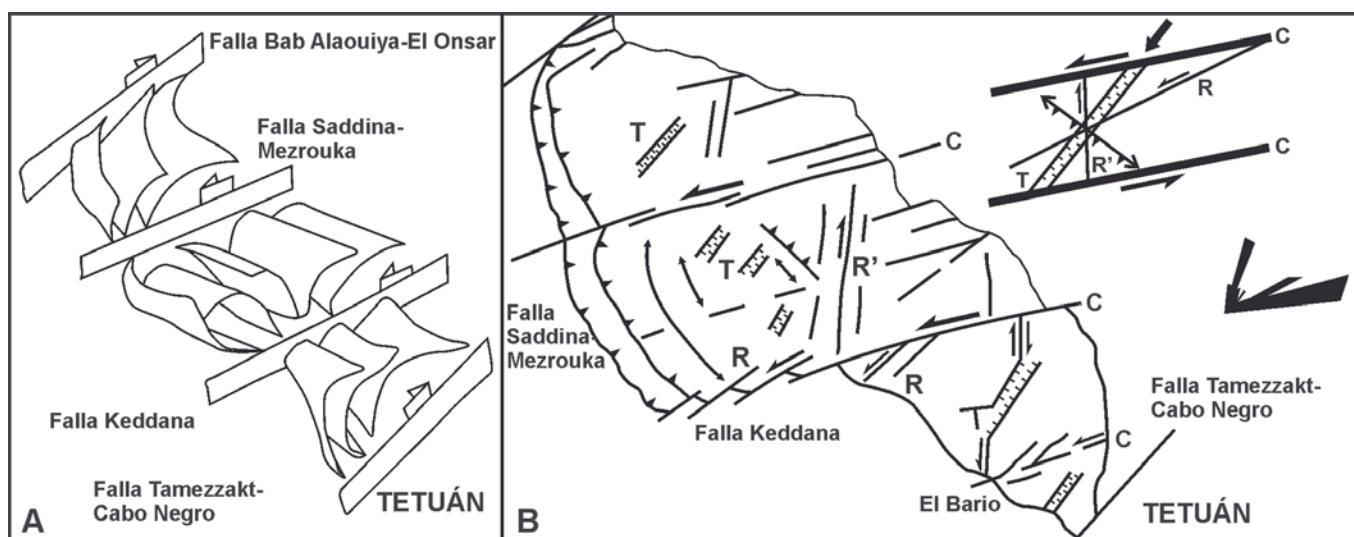 Falla Bab Alaouiya-El Onsar
Falla Saddina-
Mezrouka
Falla Keddana
Falla Tamezzakt-
Cabo Negro
TETUÁN
A
T
C
T
R'
C
Falla
Saddina-
Mezrouka
R
R
Falla Keddana
T
C
El Bario
Falla Tamezzakt-
Cabo Negro
TETUÁN
B
C
R
C
T
R'